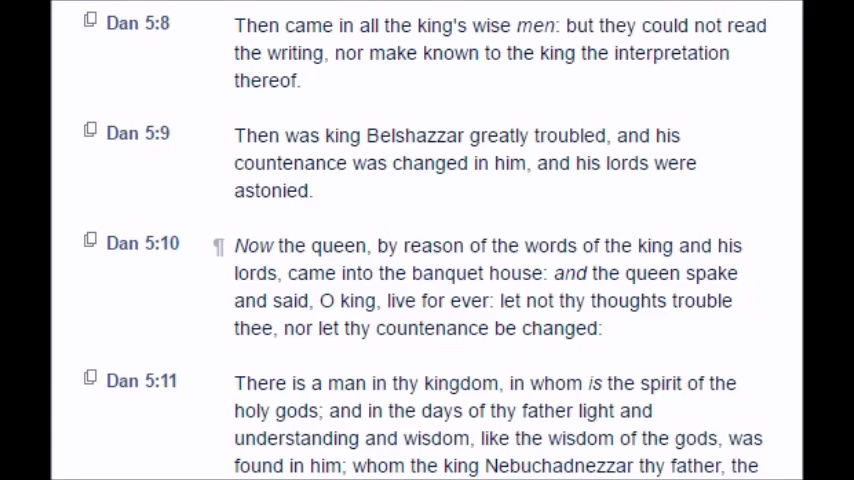 Dan 5:8 Then came in all the king's wise men: but they could not read
the writing, nor make known to the king the interpretation
thereof.
Dan 5:9 Then was king Belshazzar greatly troubled, and his
countenance was changed in him, and his lords were
astonied.
Dan 5:10 ¶ Now the queen, by reason of the words of the king and his
lords, came into the banquet house: and the queen spake
and said, O king, live for ever: let not thy thoughts trouble
thee, nor let thy countenance be changed:
Dan 5:11 There is a man in thy kingdom, in whom is the spirit of the
holy gods; and in the days of thy father light and
understanding and wisdom, like the wisdom of the gods, was
found in him; whom the king Nebuchadnezzar thy father, the